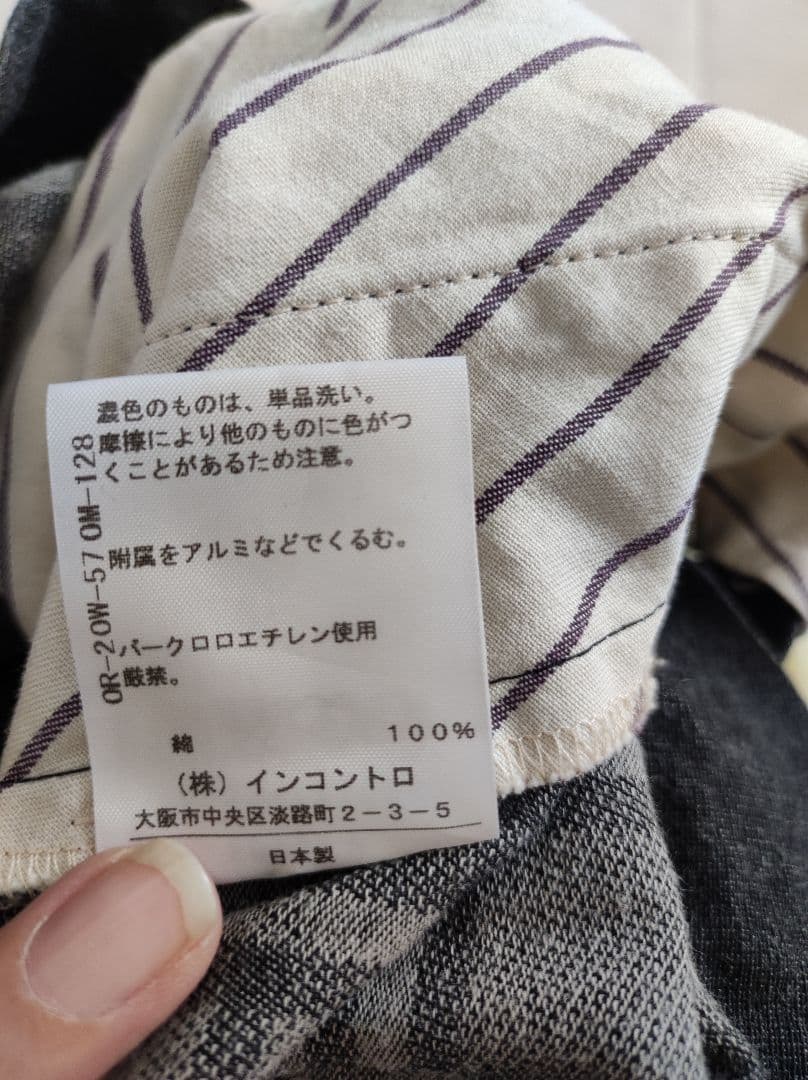 濃色のものは、単品洗い。
摩擦により他のものに色がつ
くことがあるため注意。
附属をアルミなどでくるむ。
パークロロエチレン使用
厳禁。
綿 100%
(株)インコントロ
大阪市中央区淡路町2-3-5
日本製
OR-20W-57 OM-128